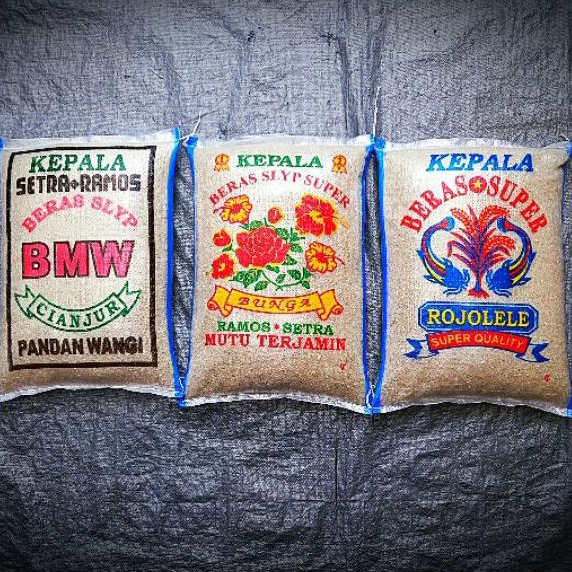 KEPALA
SETRA★RAMOS
BERAS SLYP
BMW
CIANJUR
PANDAN WANGI
KEPALA
BERAS SLYP SUPER
BUNGA
RAMOS★SETRA
MUTU TERJAMIN
KEPALA
BERAS★SUPER
ROJOLELE
SUPER QUALITY